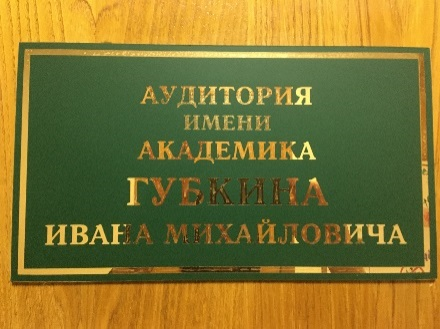 АУДИТОРИЯ
ИМЕНИ
АКАДЕМИКА
ГУБКИНА
ИВАНА МИХАЙЛОВИЧА